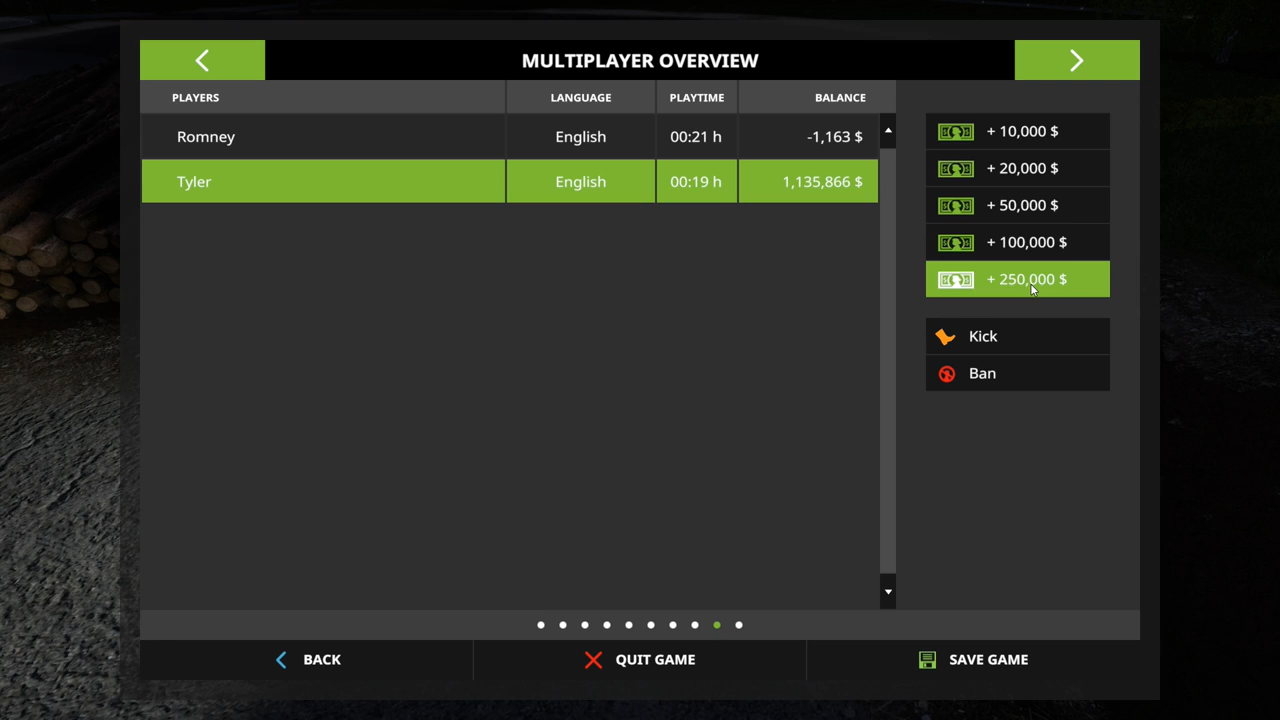 MULTIPLAYER OVERVIEW
PLAYERS LANGUAGE PLAYTIME BALANCE
Romney English 00:21 h -1,163 $
Tyler English 00:19 h 1,135,866 $
+ 10,000 $
+ 20,000 $
+ 50,000 $
+ 100,000 $
+ 250,000 $
Kick
Ban
BACK QUIT GAME SAVE GAME